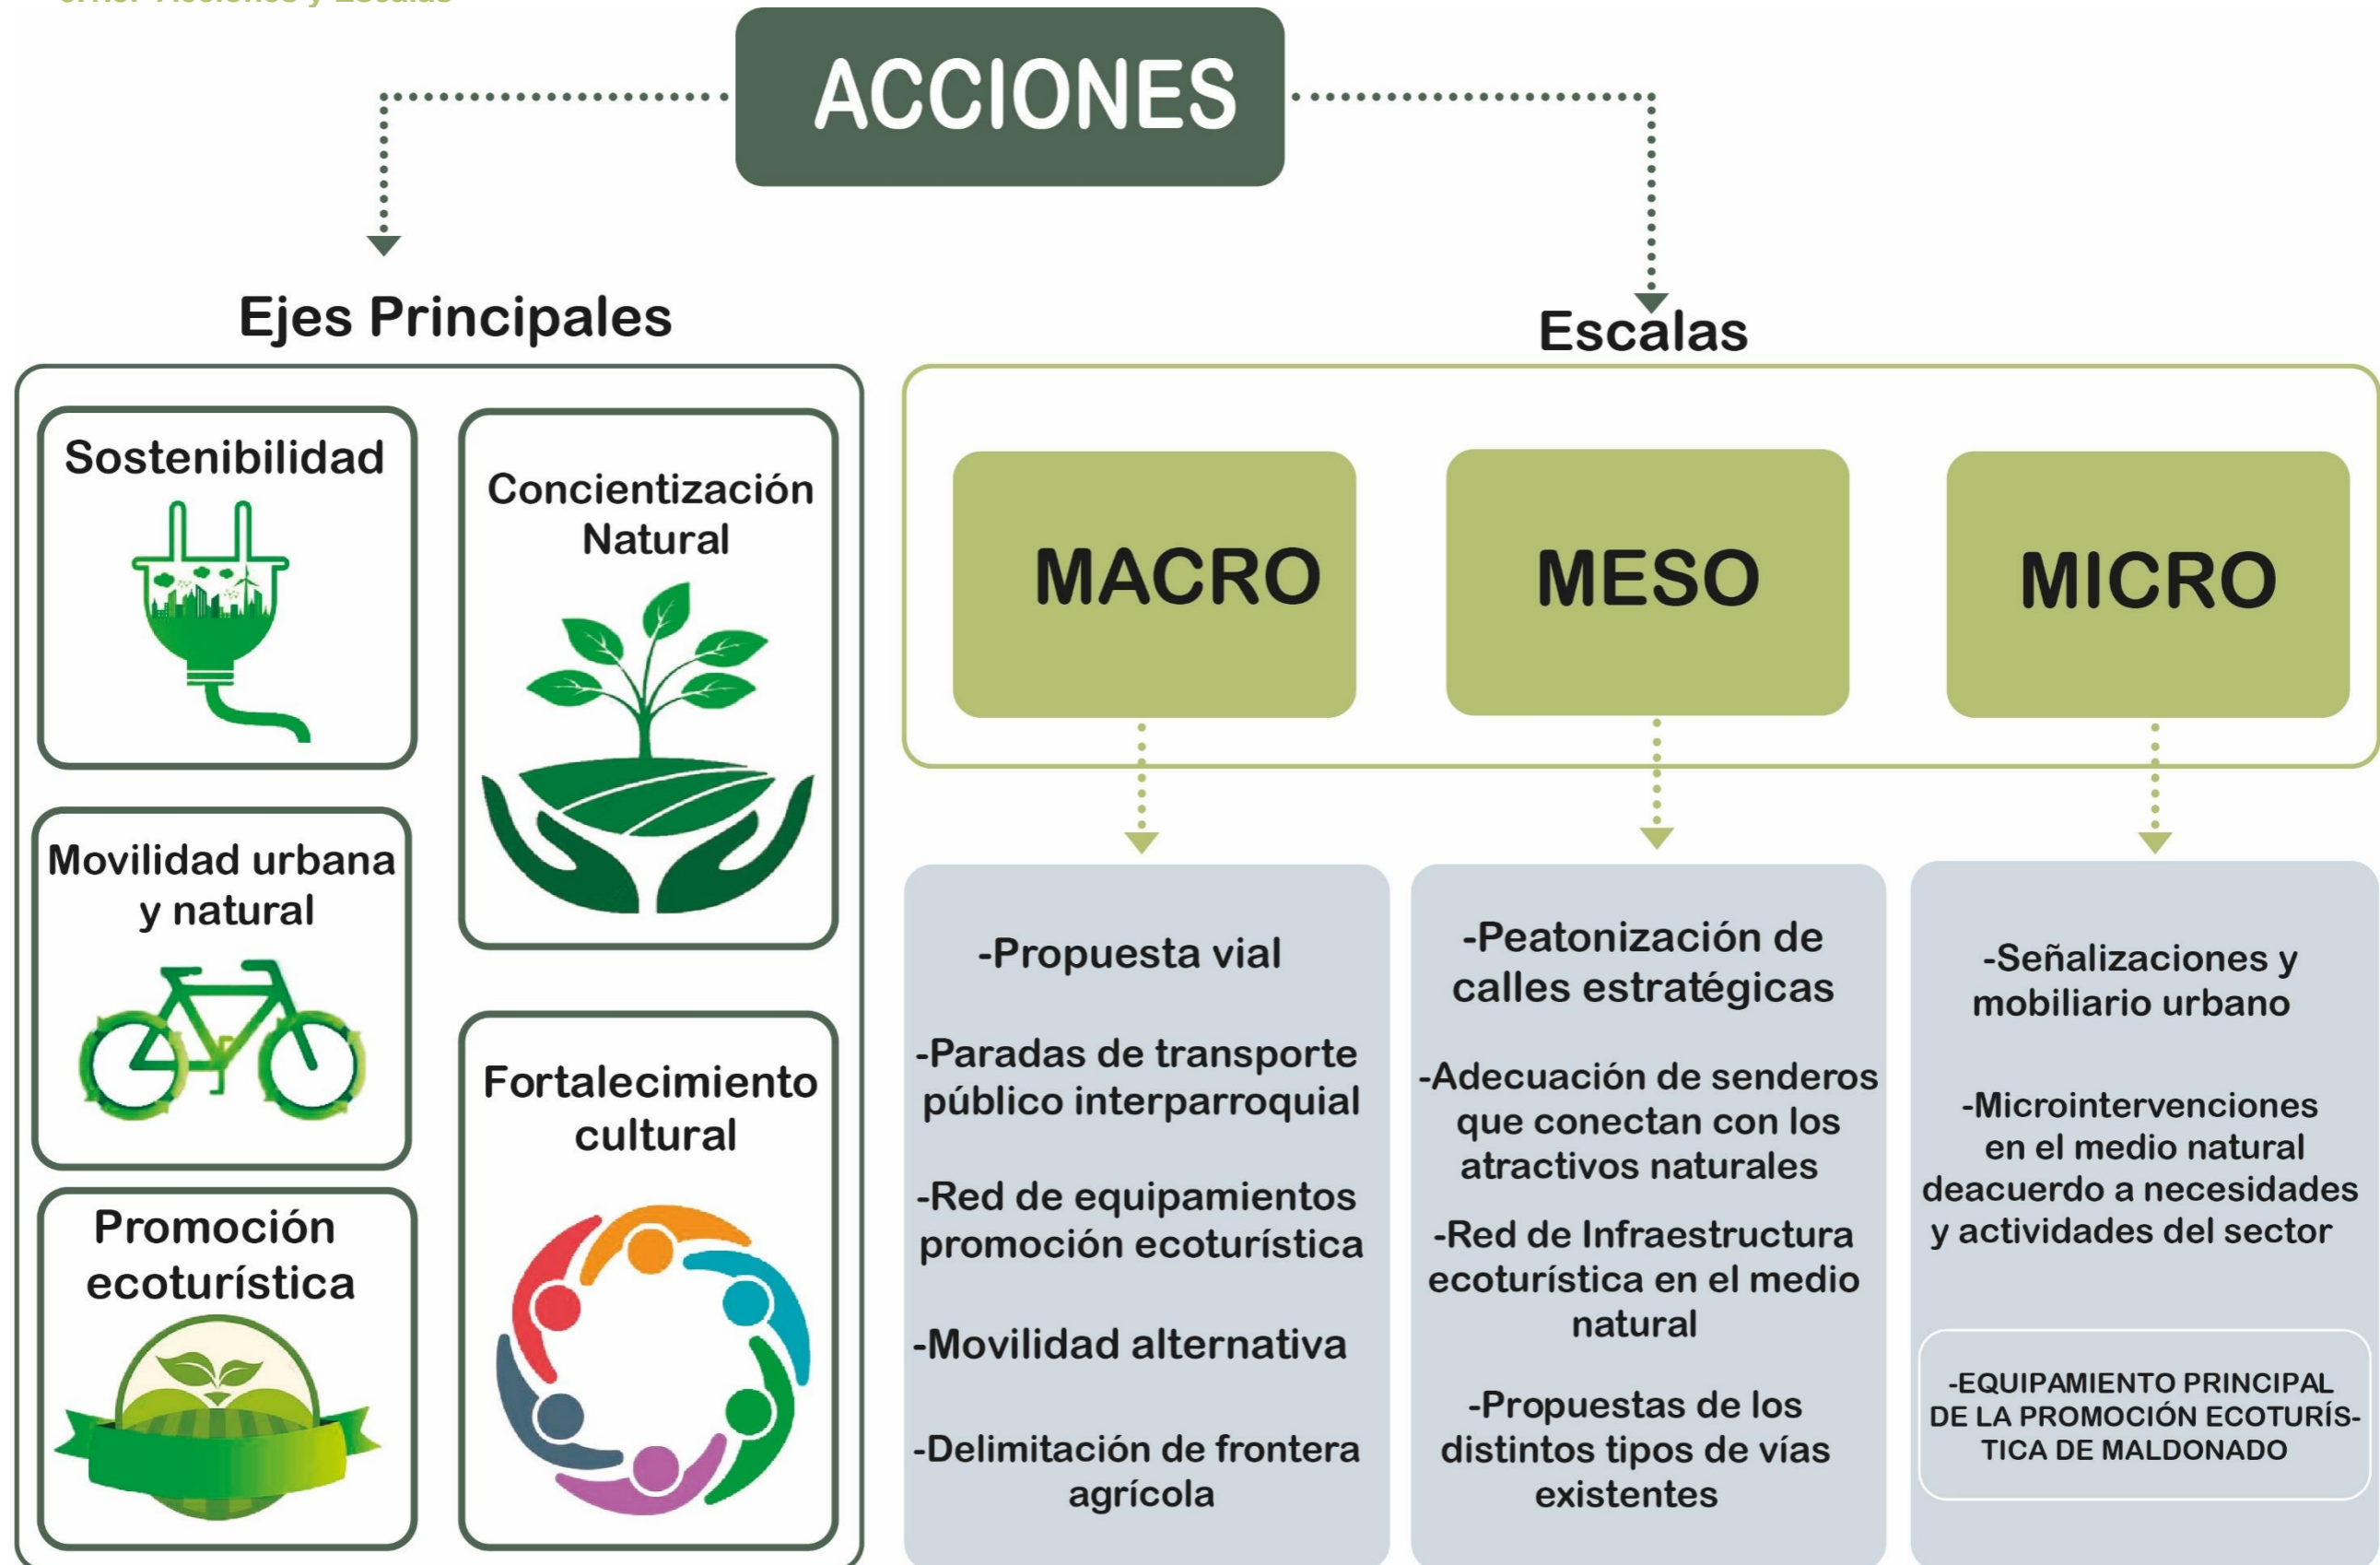 Acciones y Escalas
ACCIONES
Ejes Principales
Sostenibilidad
Concientización
Natural
Movilidad urbana
y natural
Promoción
ecoturística
Fortalecimiento
cultural
Escalas
MACRO
MESO
MICRO
-Propuesta vial
-Paradas de transporte
público interparroquial
-Red de equipamientos
promoción ecoturística
-Movilidad alternativa
-Delimitación de frontera
agrícola
-Peatonización de
calles estratégicas
-Adecuación de senderos
que conectan con los
atractivos naturales
-Red de Infraestructura
ecoturística en el medio
natural
-Propuestas de los
distintos tipos de vías
existentes
-Señalizaciones y
mobiliario urbano
-Microintervenciones
en el medio natural
deacuerdo a necesidades
y actividades del sector
-EQUIPAMIENTO PRINCIPAL
DE LA PROMOCIÓN ECOTURÍS-
TICA DE MALDONADO